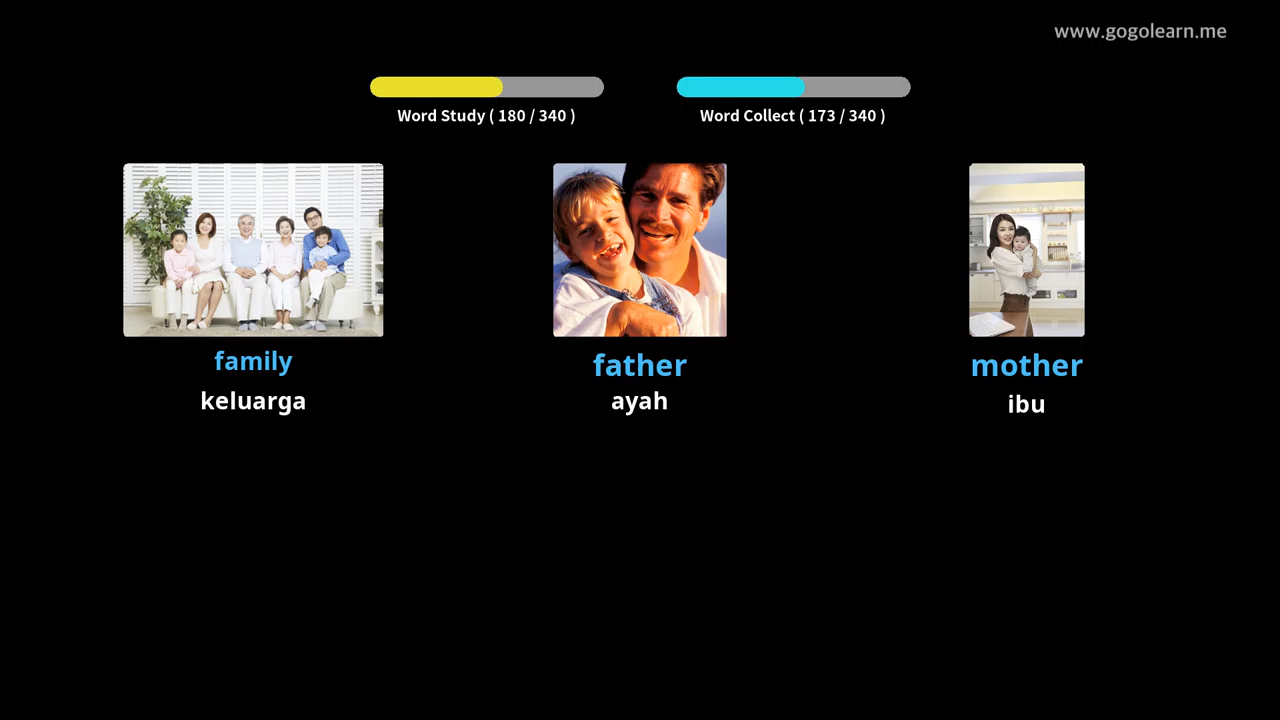 www.gogolearn.me
Word Study ( 180 / 340 )
Word Collect ( 173 / 340 )
family
keluarga
father
ayah
mother
ibu